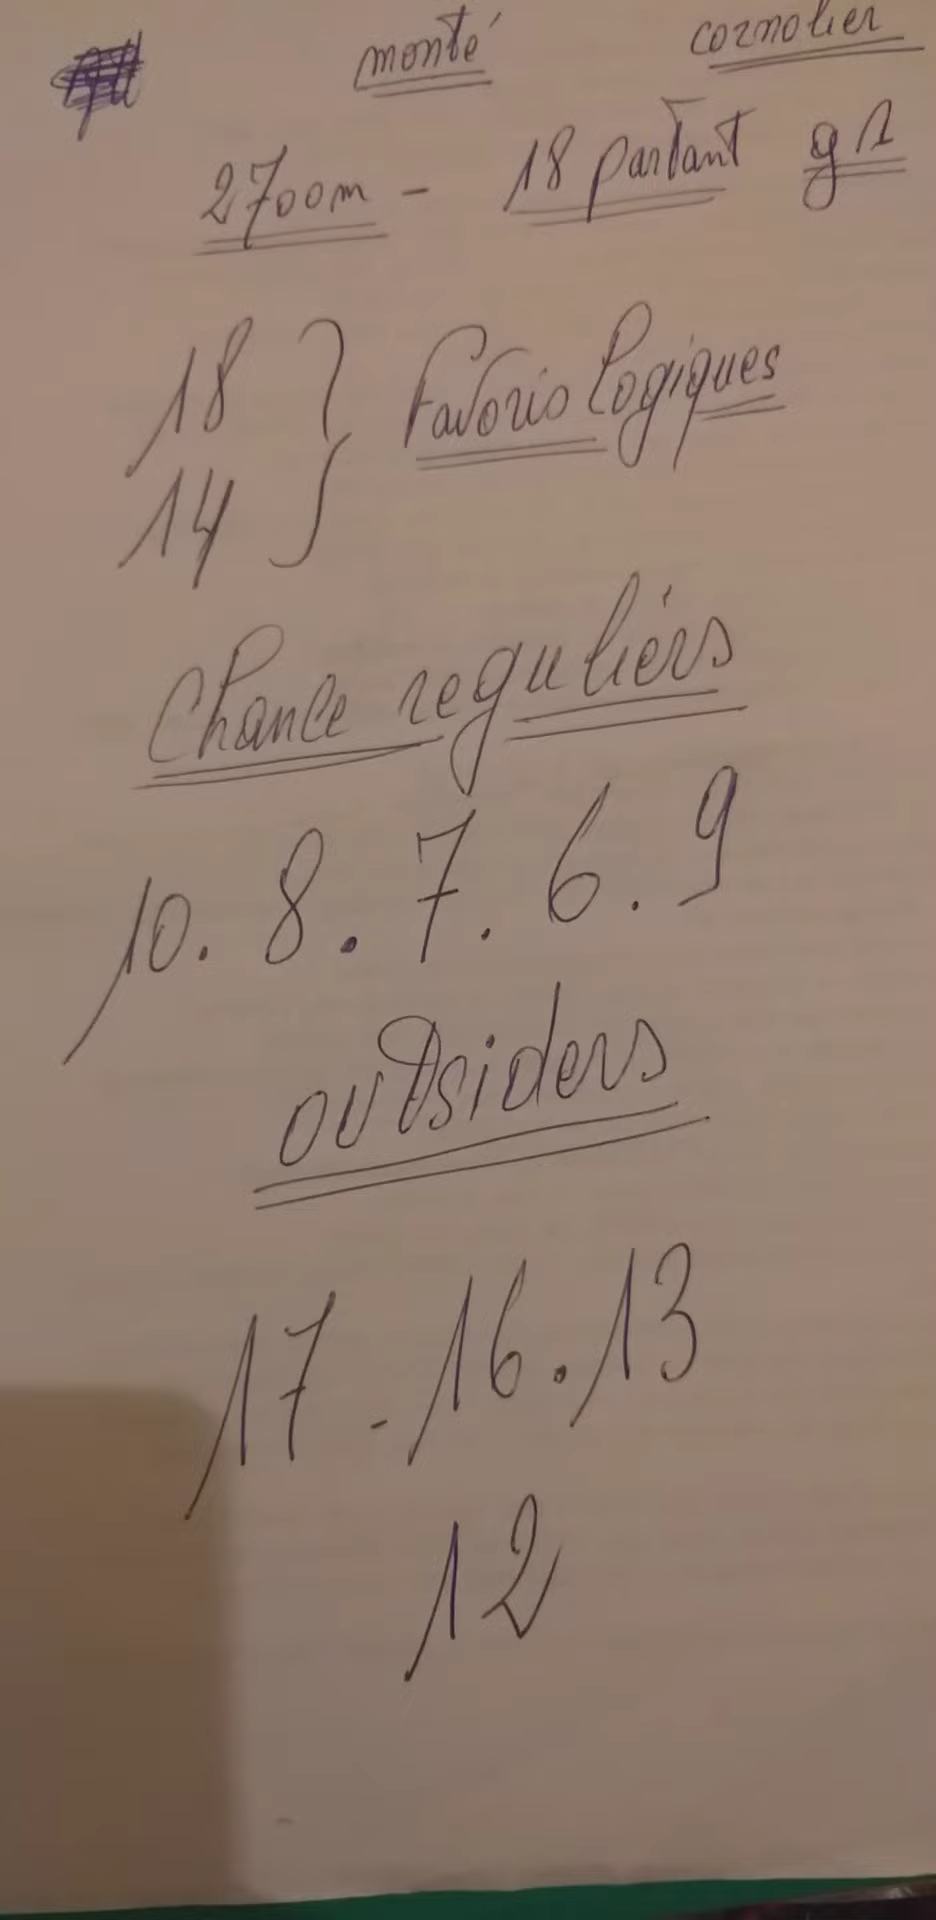 monté cornolier
2700m - 18 partant g1
18
14 } Favoris logiques
Chance reguliérs
10. 8. 7. 6. 9
outsiders
17 - 16. 13
12